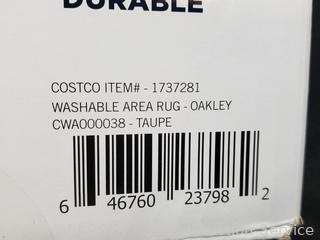 DURABLE
COSTCO ITEM# - 1737281
WASHABLE AREA RUG - OAKLEY
CWA000038 - TAUPE
6 46760 23798 2